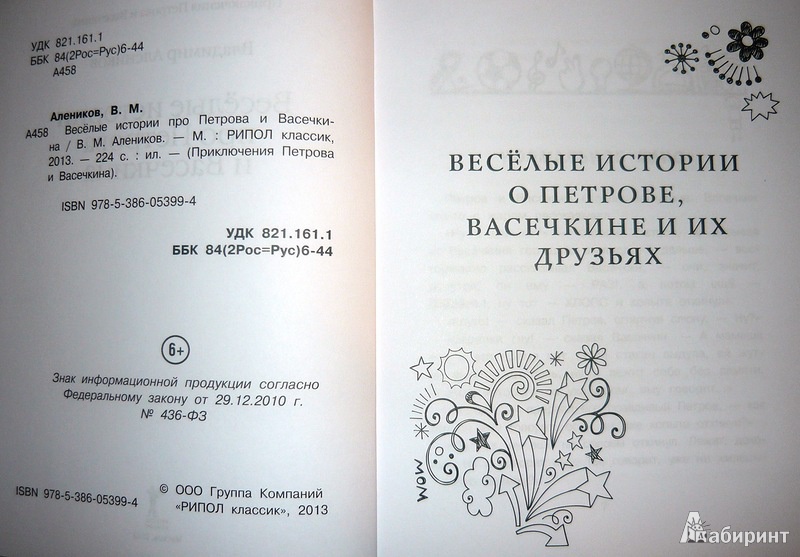 УДК 821.161.1
ББК 84(2Рос=Рус)6-44
А458
Алеников, В. М.
А458 Весёлые истории про Петрова и Васечки-
на / В. М. Алеников. — М. : РИПОЛ классик,
2013. — 224 с. : ил. — (Приключения Петрова
и Васечкина).
ISBN 978-5-386-05399-4
УДК 821.161.1
ББК 84(2Рос=Рус)6-44
6+
Знак информационной продукции согласно
Федеральному закону от 29.12.2010 г.
№ 436-ФЗ
ISBN 978-5-386-05399-4
© ООО Группа Компаний
«РИПОЛ классик», 2013
ВЕСЁЛЫЕ ИСТОРИИ
О ПЕТРОВЕ,
ВАСЕЧКИНЕ И ИХ
ДРУЗЬЯХ
WOW
Лабиринт